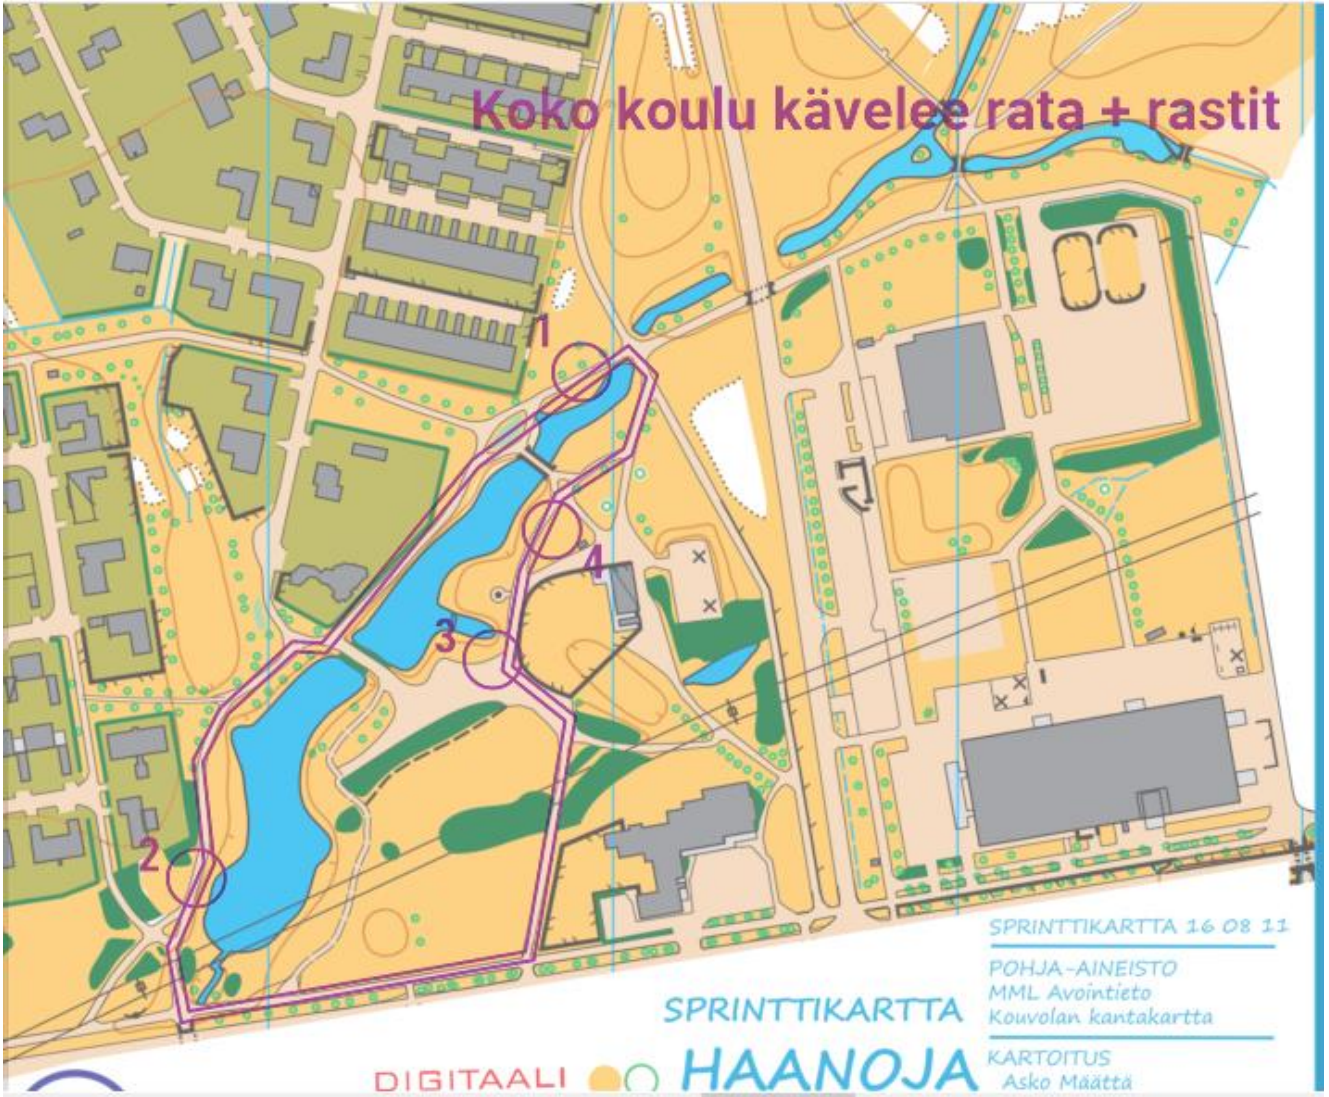 Koko koulu kävelee rata + rastit
1
4
3
2
SPRINTTIKARTTA 16 08 11
POHJA-AINEISTO
MML Avointieto
Kouvolan kantakartta
SPRINTTIKARTTA
HAANOJA
KARTOITUS
Asko Määttä
DIGITAALI